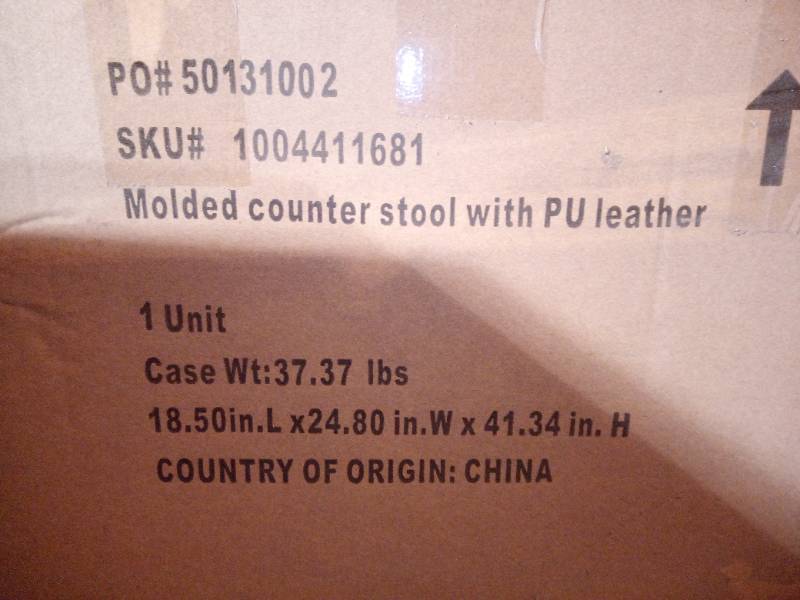 PO# 50131002
SKU# 1004411681
Molded counter stool with PU leather
1 Unit
Case Wt:37.37 lbs
18.50in.L x24.80 in.W x 41.34 in. H
COUNTRY OF ORIGIN: CHINA